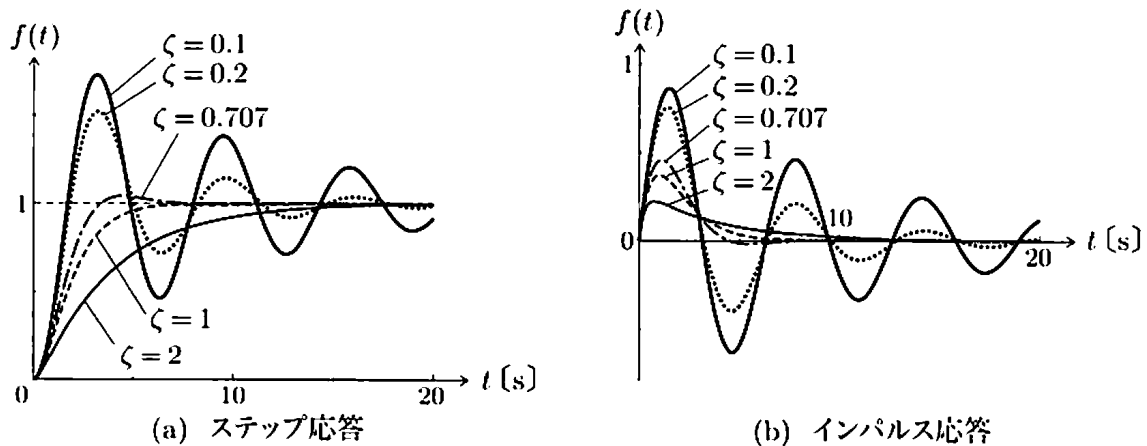 f(t)
ζ = 0.1
ζ = 0.2
ζ = 0.707
1
ζ = 1
ζ = 2
0
10
20
t〔s〕
(a) ステップ応答
f(t)
1
ζ = 0.1
ζ = 0.2
ζ = 0.707
ζ = 1
ζ = 2
10
0
20
t〔s〕
(b) インパルス応答